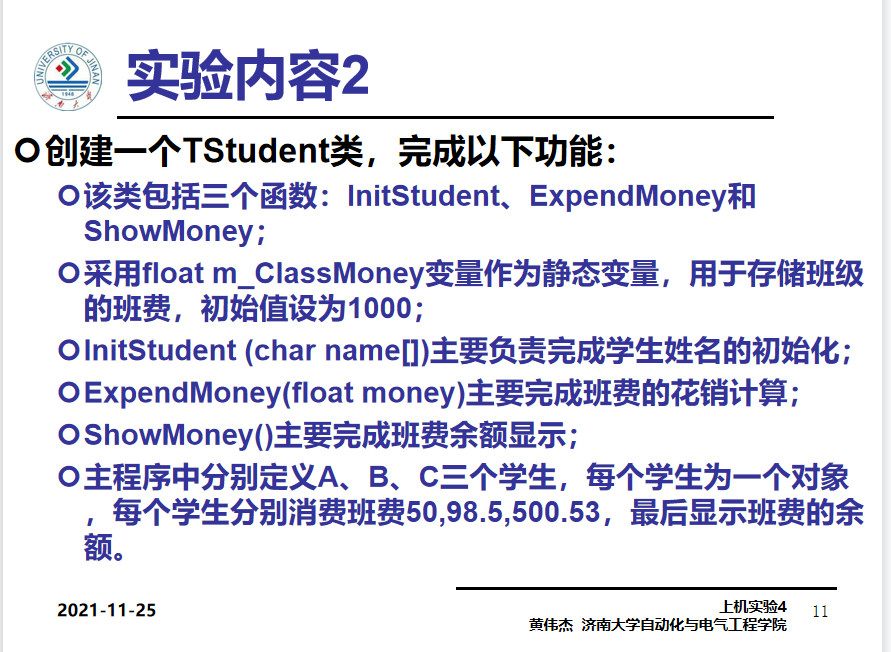 UNIVERSITY OF JINAN
1948
实验内容2
创建一个TStudent类，完成以下功能：
该类包括三个函数：InitStudent、ExpendMoney和
ShowMoney；
采用float m_ClassMoney变量作为静态变量，用于存储班级
的班费，初始值设为1000；
InitStudent (char name[])主要负责完成学生姓名的初始化；
ExpendMoney(float money)主要完成班费的花销计算；
ShowMoney()主要完成班费余额显示；
主程序中分别定义A、B、C三个学生，每个学生为一个对象
，每个学生分别消费班费50,98.5,500.53，最后显示班费的余
额。
2021-11-25
上机实验4
黄伟杰 济南大学自动化与电气工程学院
11